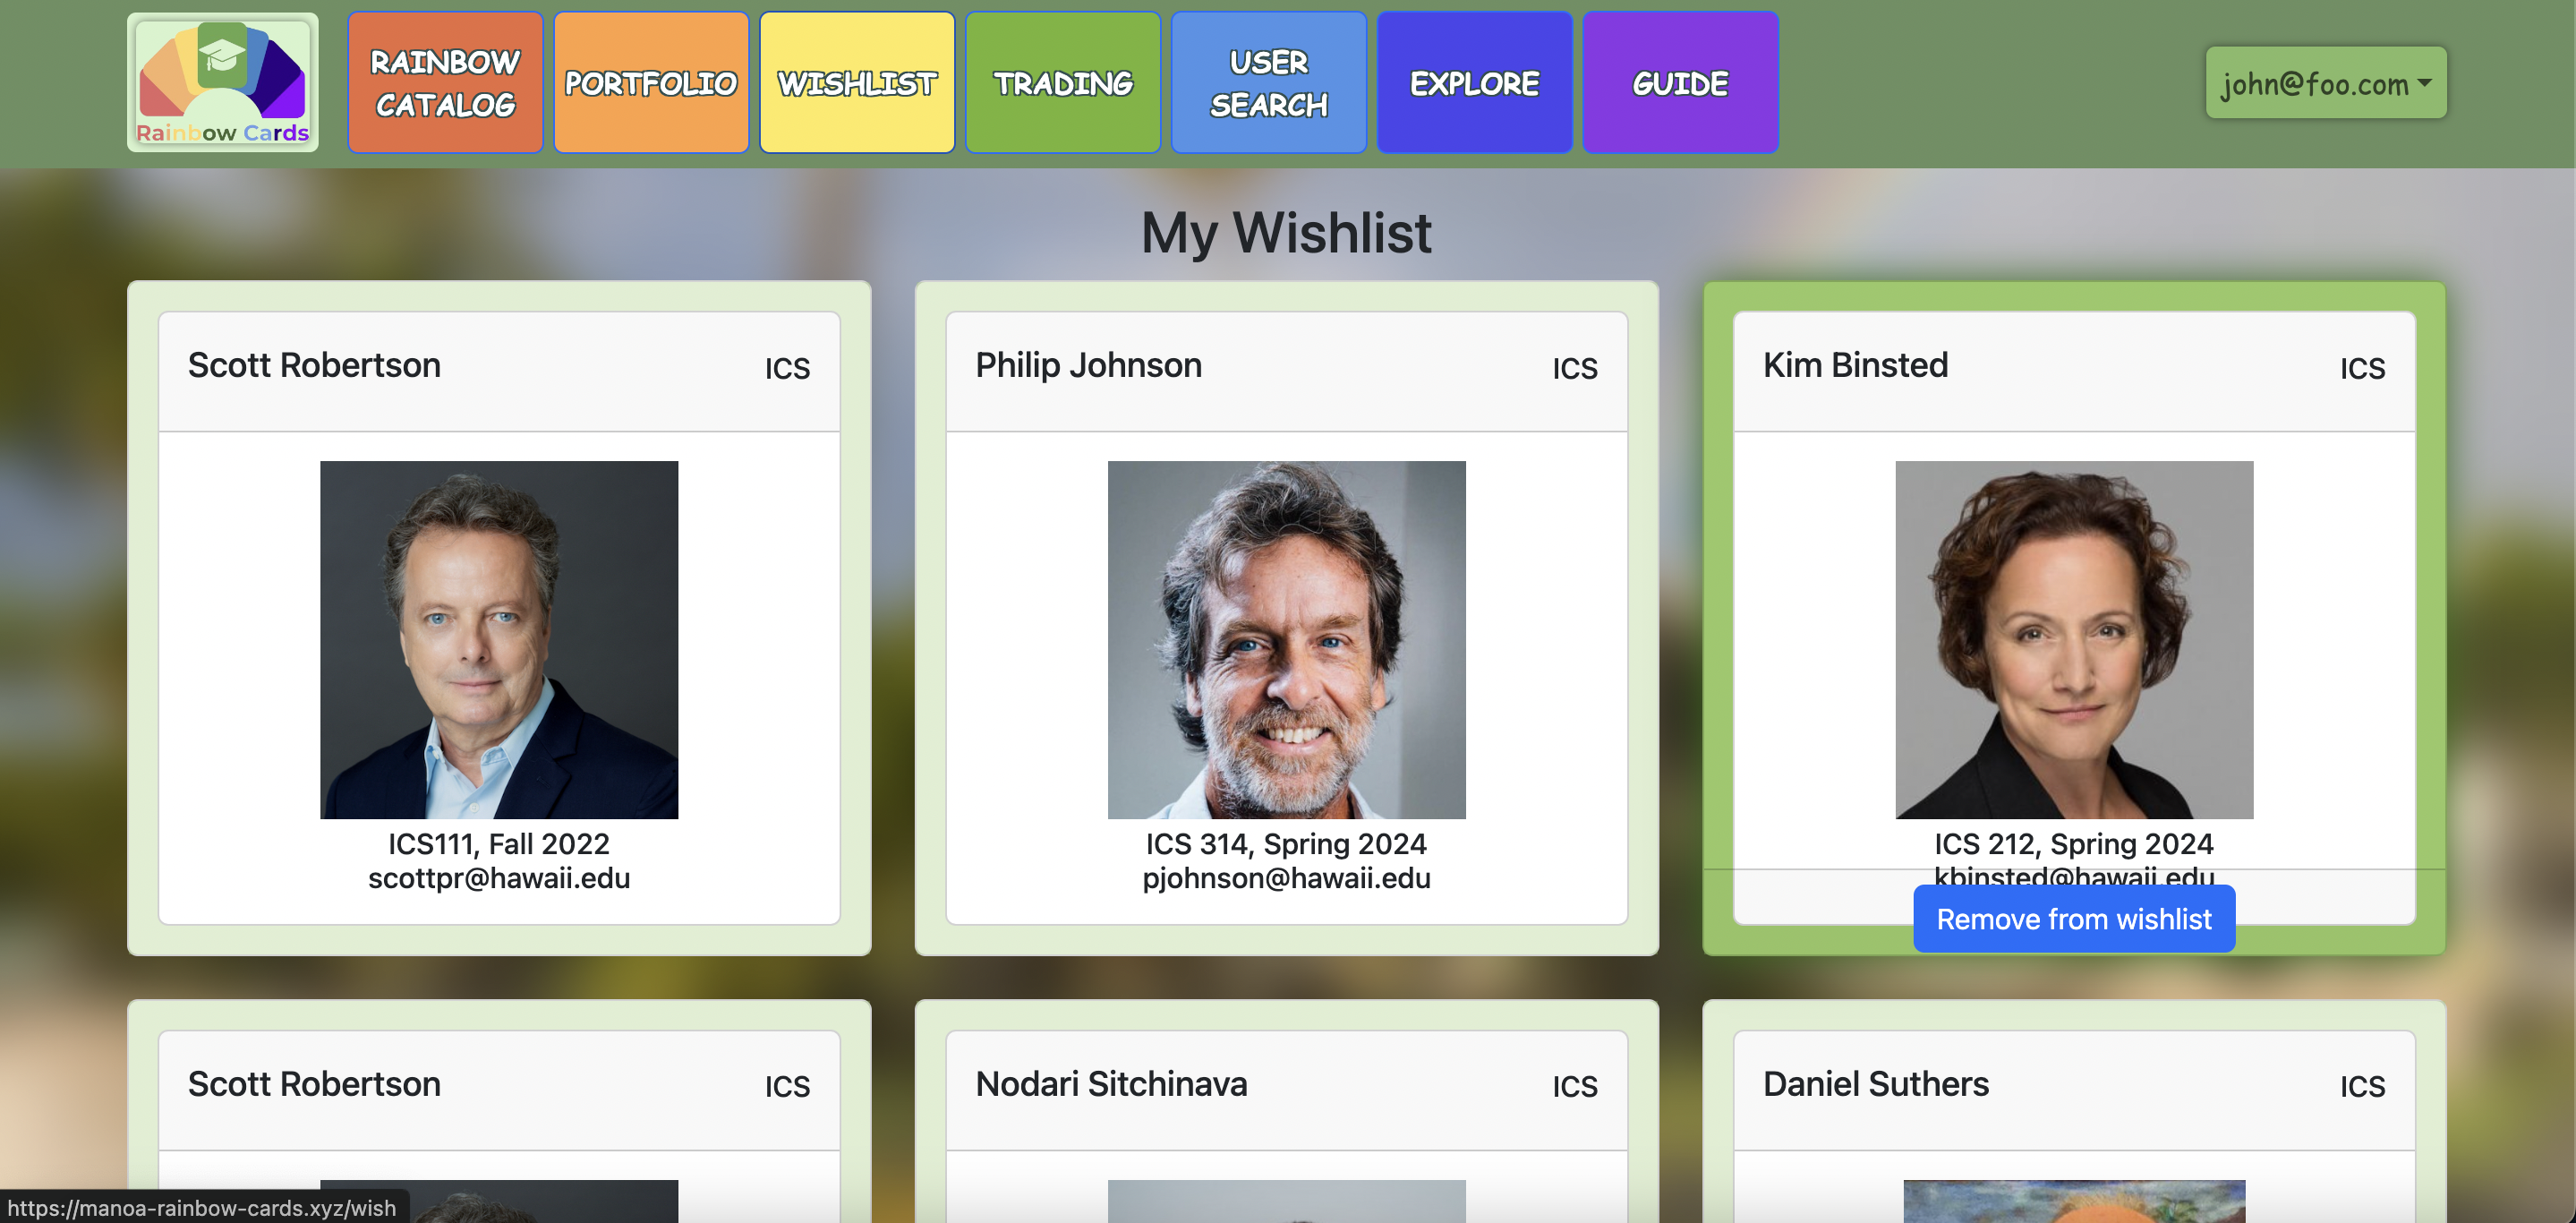 Rainbow Cards
RAINBOW
CATALOG
PORTFOLIO
WISHLIST
TRADING
USER
SEARCH
EXPLORE
GUIDE
john@foo.com
My Wishlist
Scott Robertson ICS
ICS111, Fall 2022
scottpr@hawaii.edu
Philip Johnson ICS
ICS 314, Spring 2024
pjohnson@hawaii.edu
Kim Binsted ICS
ICS 212, Spring 2024
kbinsted@hawaii.edu
Remove from wishlist
Scott Robertson ICS
Nodari Sitchinava ICS
Daniel Suthers ICS
https://manoa-rainbow-cards.xyz/wish